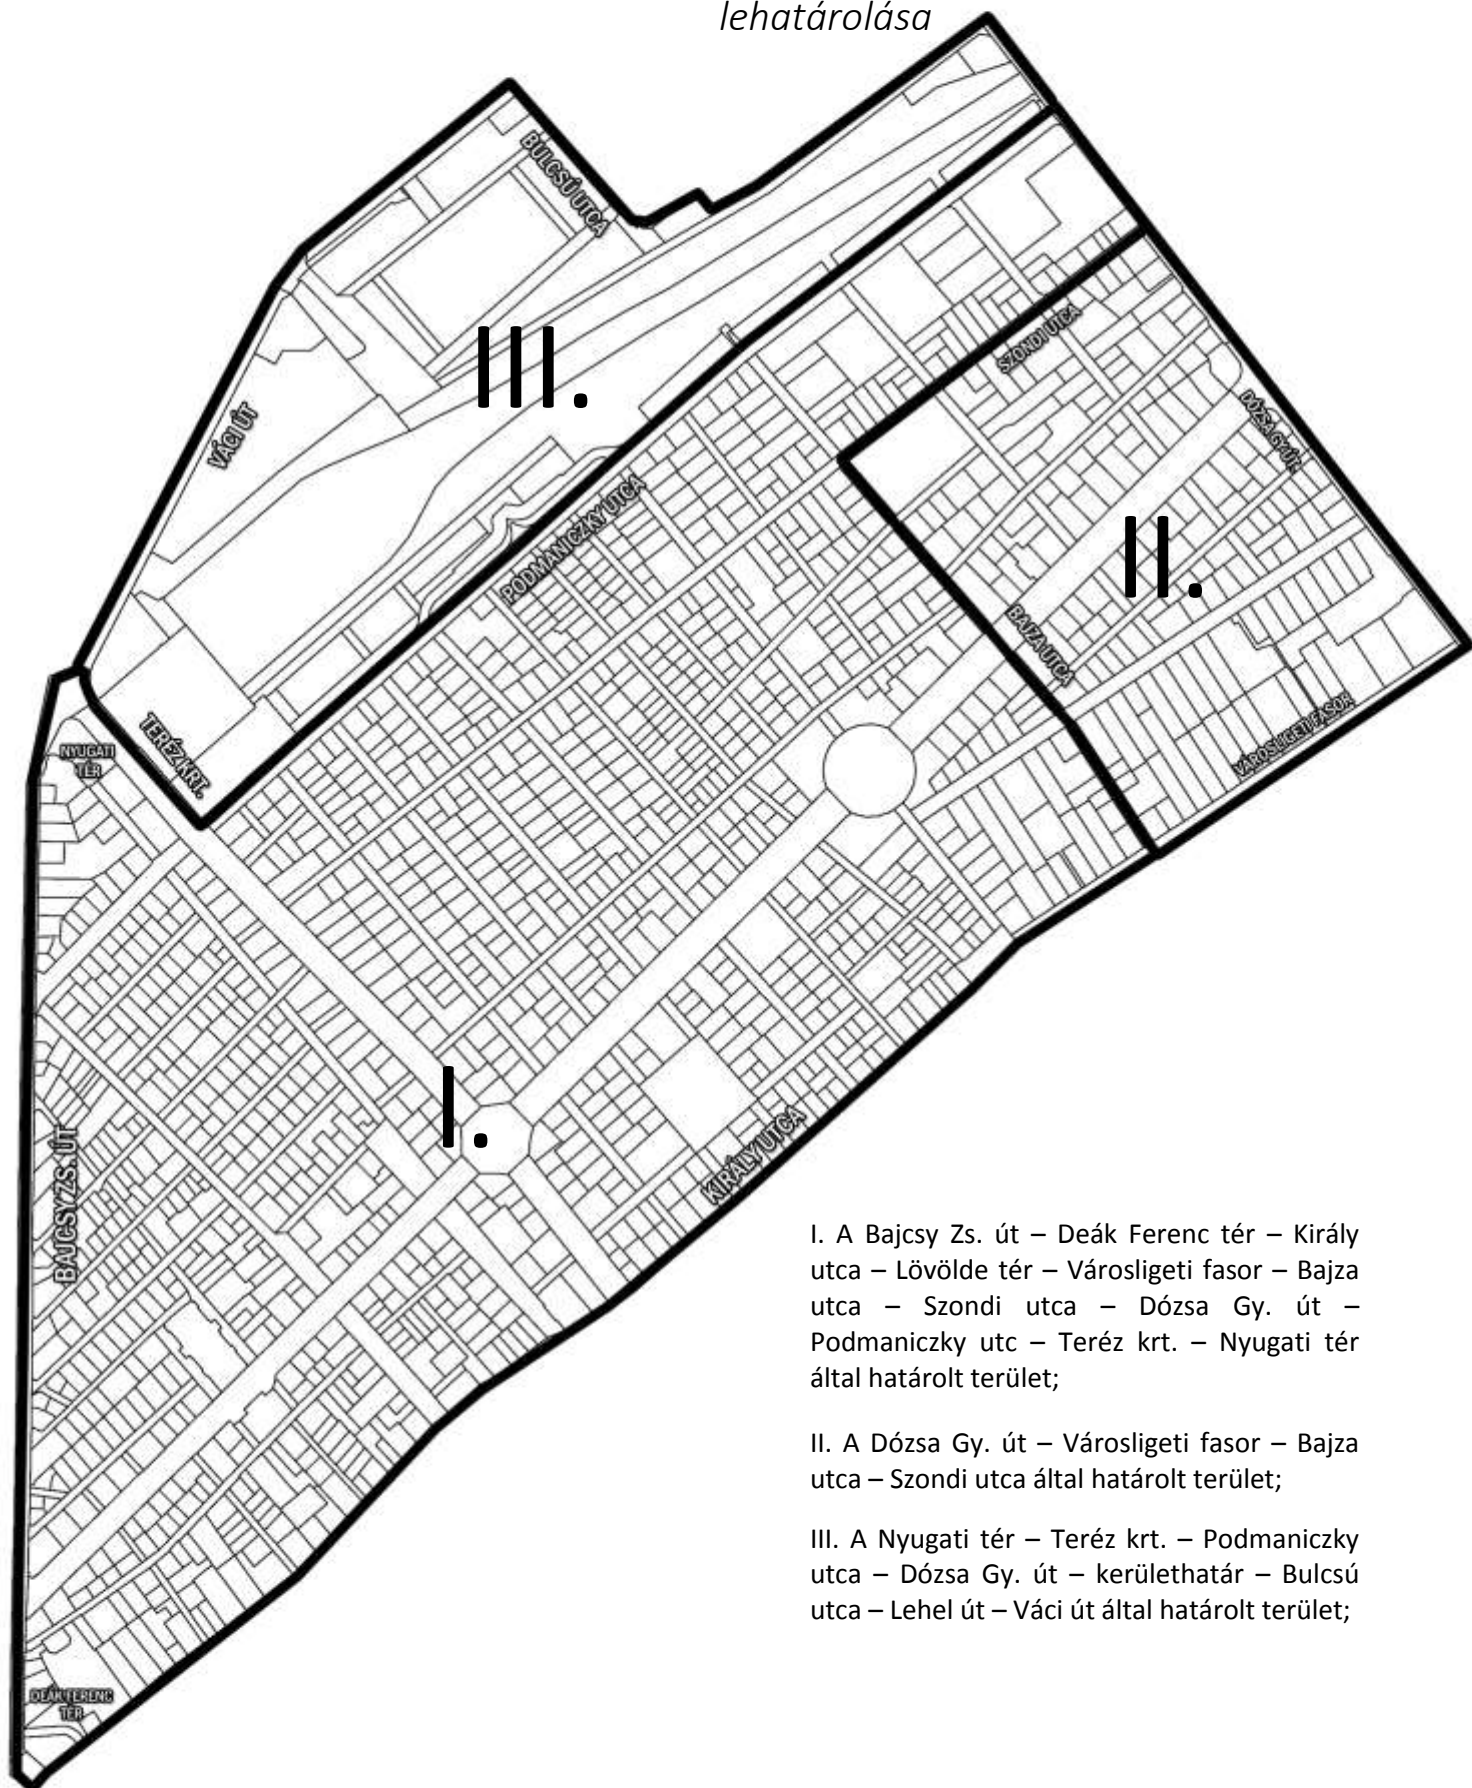 lehatárolása
BULCSÚ UTCA
III.
VÁCI ÚT
SZONDI UTCA
DÓZSA GY.ÚT.
PODMANICZKY UTCA
II.
BAJZA UTCA
TERÉZ KRT.
NYUGATI
TÉR
VÁROSLIGETI FASOR
I.
KIRÁLY UTCA
BAJCSY ZS. ÚT
I. A Bajcsy Zs. út – Deák Ferenc tér – Király
utca – Lövölde tér – Városligeti fasor – Bajza
utca – Szondi utca – Dózsa Gy. út –
Podmaniczky utc – Teréz krt. – Nyugati tér
által határolt terület;
II. A Dózsa Gy. út – Városligeti fasor – Bajza
utca – Szondi utca által határolt terület;
III. A Nyugati tér – Teréz krt. – Podmaniczky
utca – Dózsa Gy. út – kerülethatár – Bulcsú
utca – Lehel út – Váci út által határolt terület;
DEÁK FERENC
TÉR